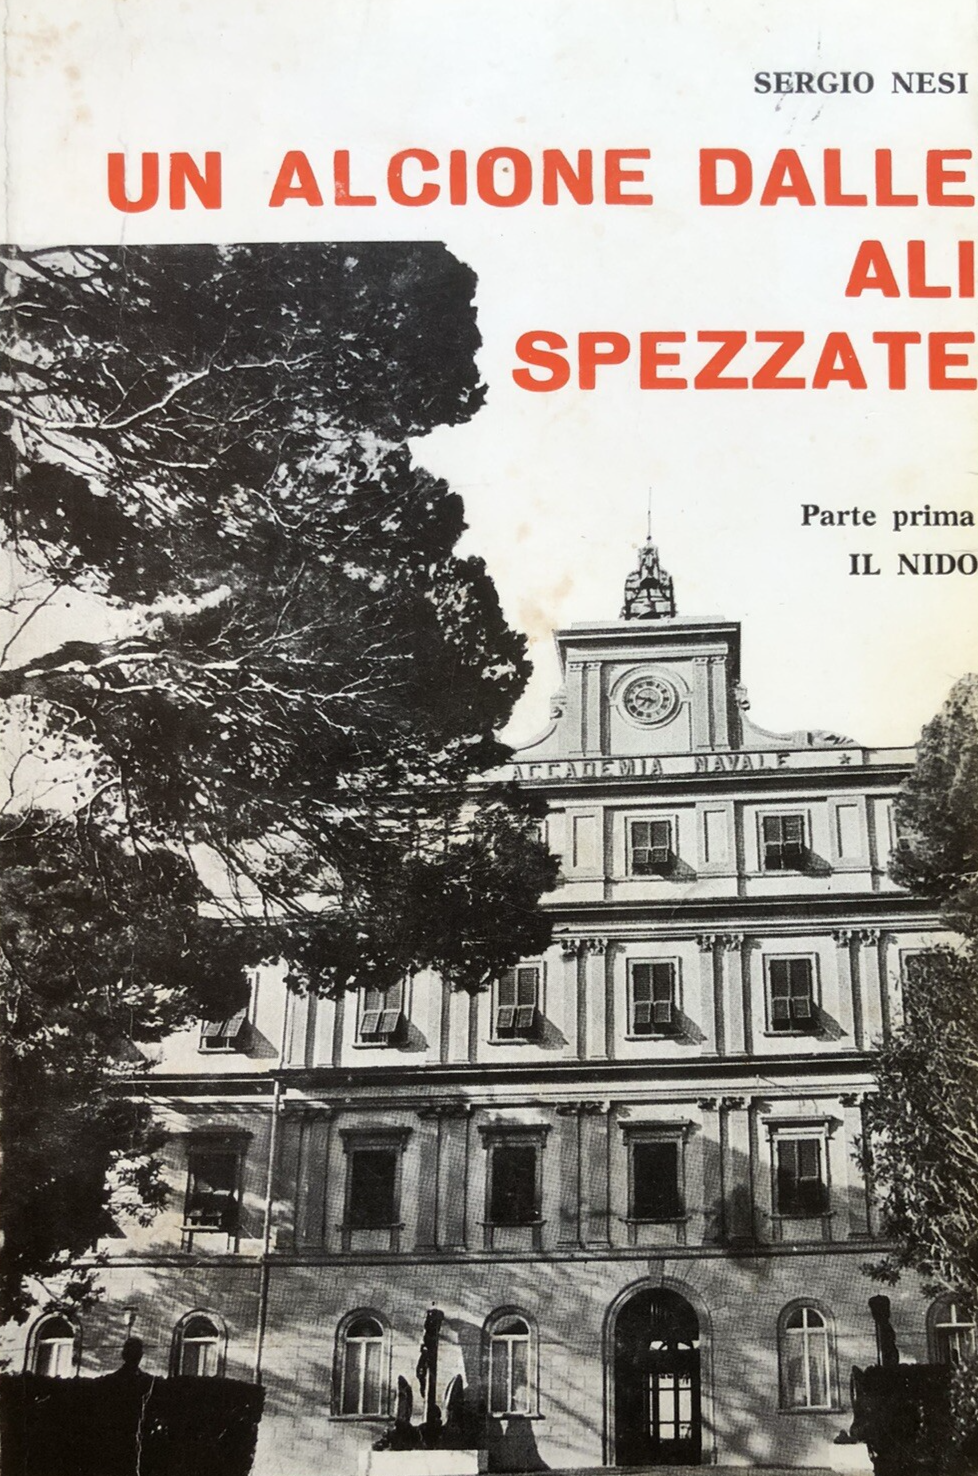 SERGIO NESI
UN ALCIONE DALLE
ALI
SPEZZATE
Parte prima
IL NIDO
ACCADEMIA NAVALE